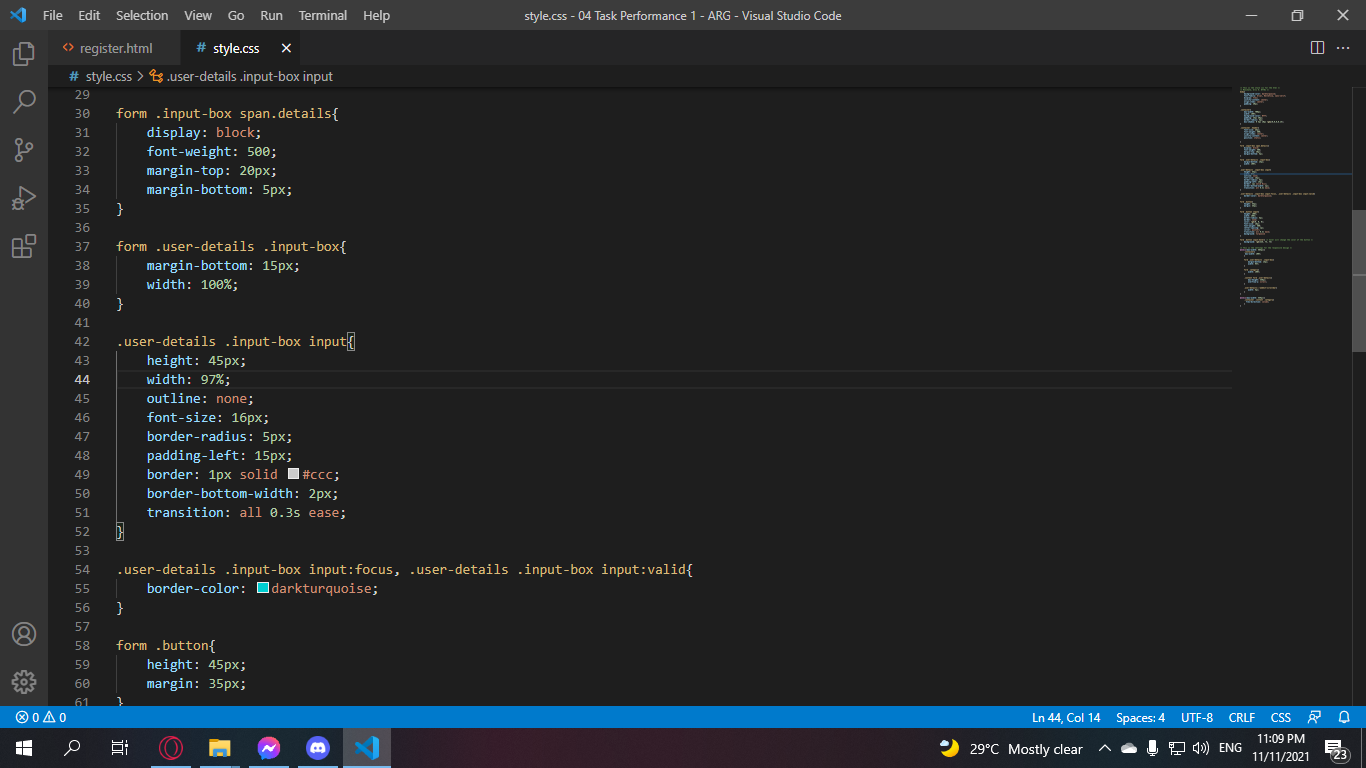 File Edit Selection View Go Run Terminal Help
style.css - 04 Task Performance 1 - ARG - Visual Studio Code
register.html
# style.css
# style.css > .user-details .input-box input
29
30 form .input-box span.details{
31 display: block;
32 font-weight: 500;
33 margin-top: 20px;
34 margin-bottom: 5px;
35 }
36
37 form .user-details .input-box{
38 margin-bottom: 15px;
39 width: 100%;
40 }
41
42 .user-details .input-box input{
43 height: 45px;
44 width: 97%;
45 outline: none;
46 font-size: 16px;
47 border-radius: 5px;
48 padding-left: 15px;
49 border: 1px solid #ccc;
50 border-bottom-width: 2px;
51 transition: all 0.3s ease;
52 }
53
54 .user-details .input-box input:focus, .user-details .input-box input:valid{
55 border-color: darkturquoise;
56 }
57
58 form .button{
59 height: 45px;
60 margin: 35px;
61 }
0 0
Ln 44, Col 14 Spaces: 4 UTF-8 CRLF CSS
29°C Mostly clear ENG
11:09 PM
11/11/2021
23